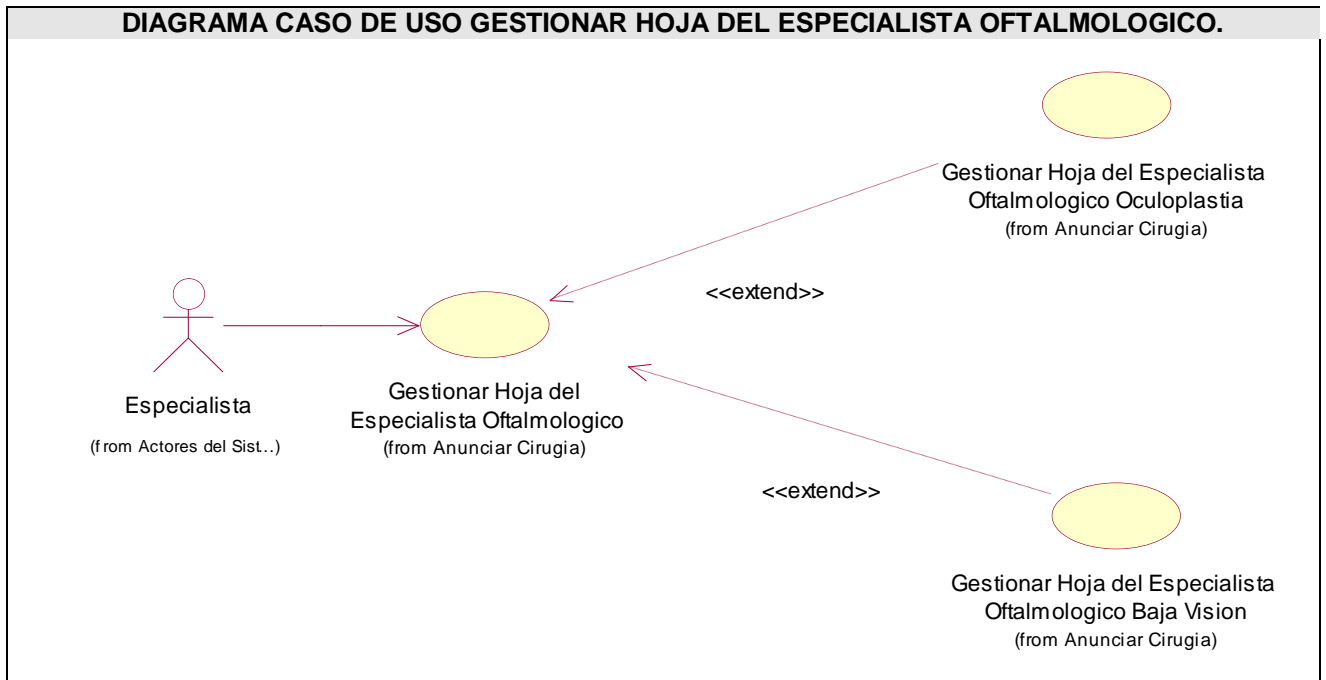 DIAGRAMA CASO DE USO GESTIONAR HOJA DEL ESPECIALISTA OFTALMOLOGICO.
Gestionar Hoja del Especialista
Oftalmologico Oculoplastia
(from Anunciar Cirugia)
<<extend>>
Especialista
(from Actores del Sist...)
Gestionar Hoja del
Especialista Oftalmologico
(from Anunciar Cirugia)
<<extend>>
Gestionar Hoja del Especialista
Oftalmologico Baja Vision
(from Anunciar Cirugia)